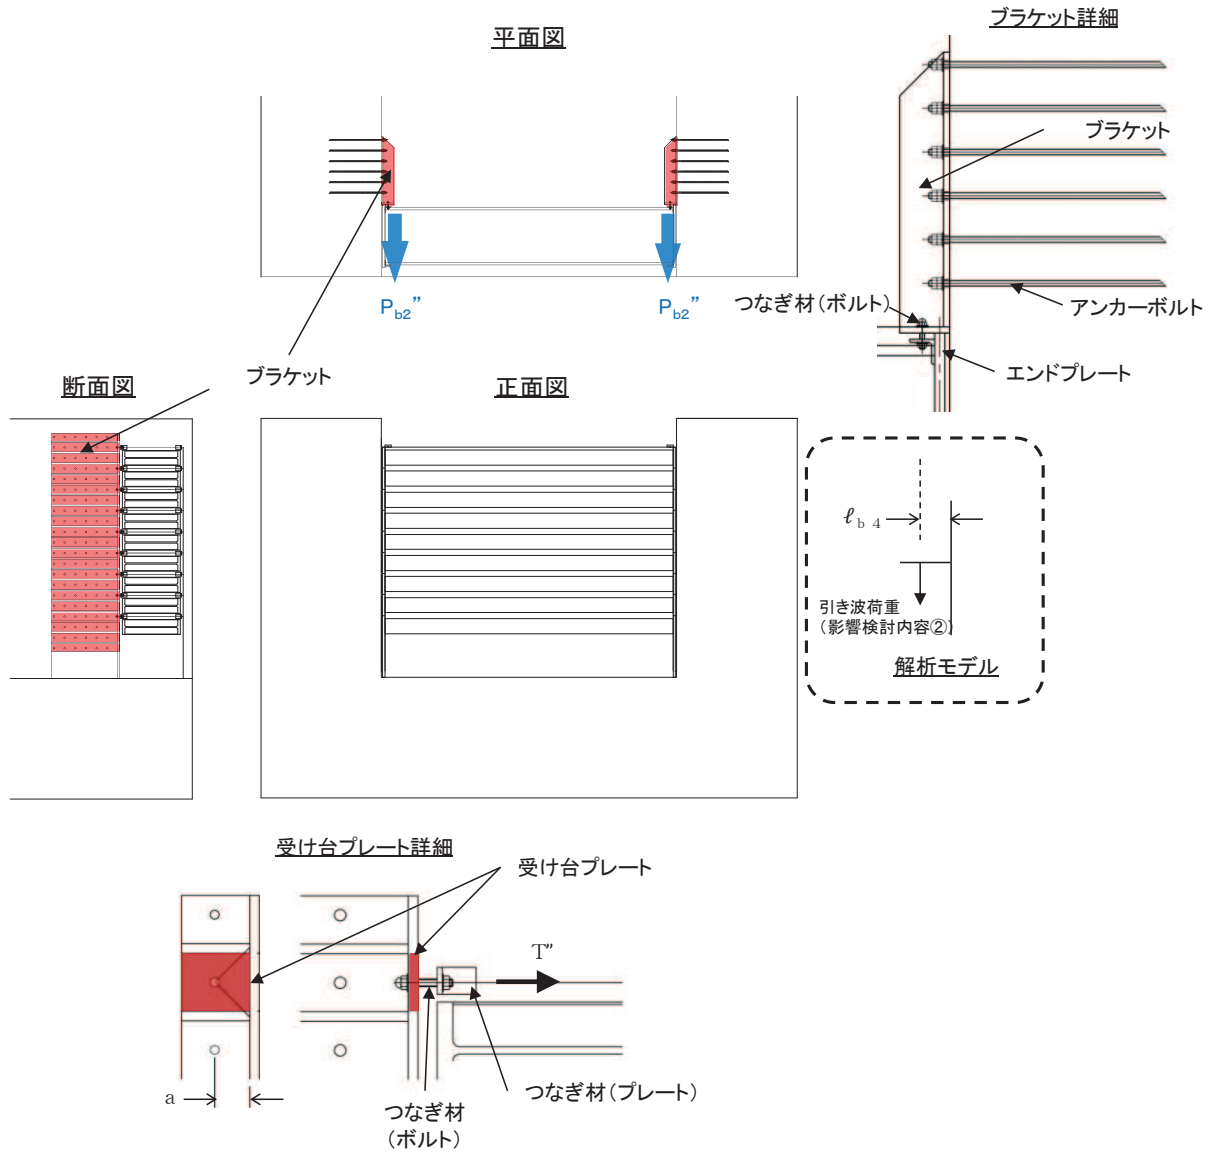 平面図
ブラケット詳細
ブラケット
つなぎ材(ボルト)
アンカーボルト
エンドプレート
Pb2”
Pb2”
ブラケット
断面図
正面図
ℓb4
引き波荷重
(影響検討内容②)
解析モデル
受け台プレート詳細
受け台プレート
T”
a
つなぎ材(プレート)
つなぎ材
(ボルト)